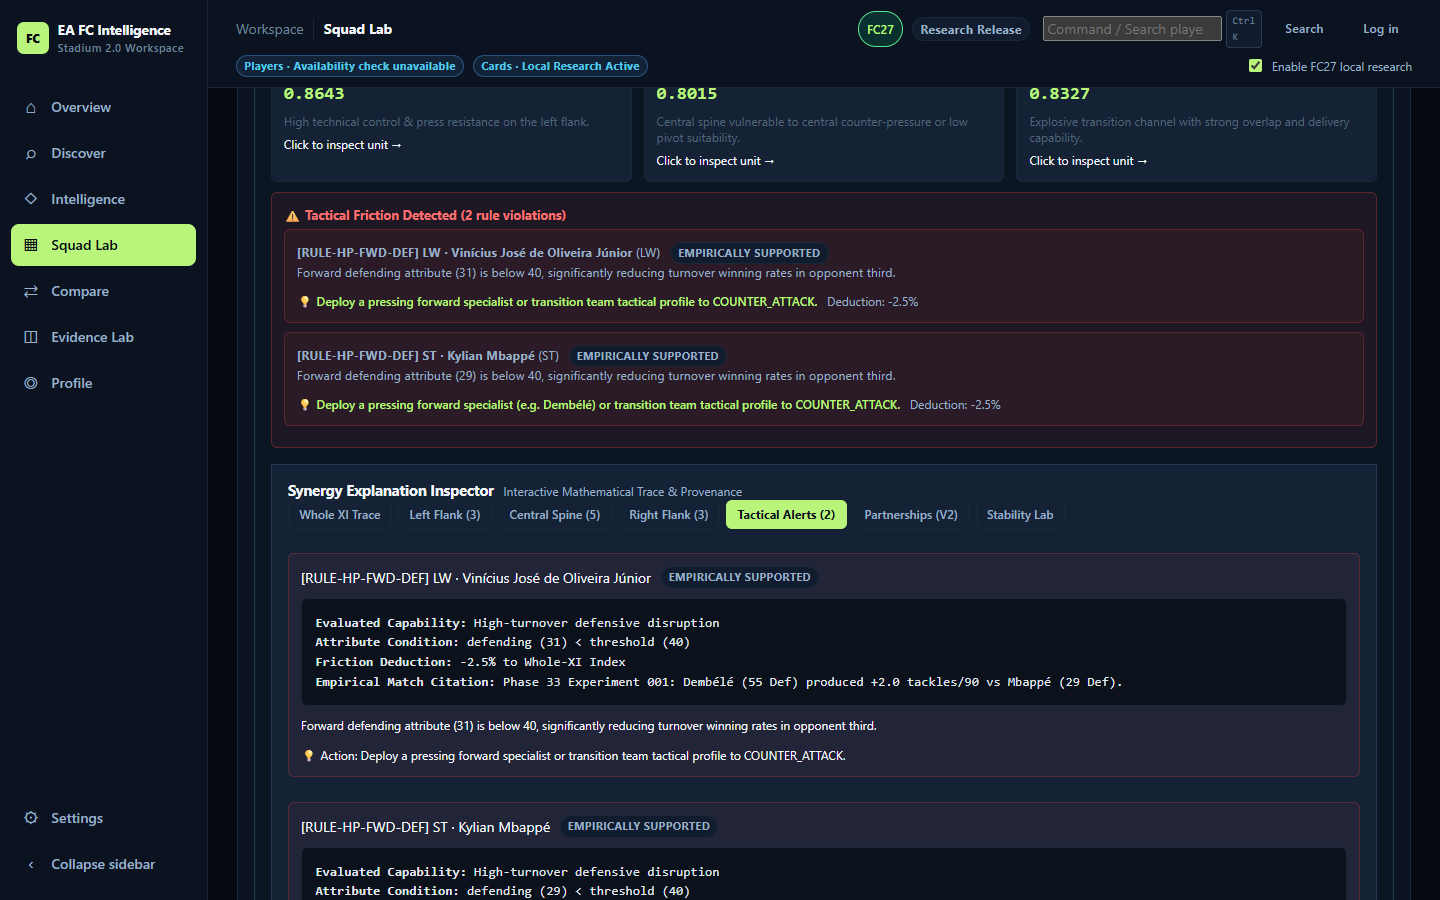 FC
EA FC Intelligence
Stadium 2.0 Workspace
Overview
Discover
Intelligence
Squad Lab
Compare
Evidence Lab
Profile
Settings
Collapse sidebar
Workspace
Squad Lab
FC27
Research Release
Command / Search playe
Ctrl K
Search
Log in
Players · Availability check unavailable
Cards · Local Research Active
Enable FC27 local research
0.8643
High technical control & press resistance on the left flank.
Click to inspect unit →
0.8015
Central spine vulnerable to central counter-pressure or low
pivot suitability.
Click to inspect unit →
0.8327
Explosive transition channel with strong overlap and delivery
capability.
Click to inspect unit →
⚠ Tactical Friction Detected (2 rule violations)
[RULE-HP-FWD-DEF] LW · Vinícius José de Oliveira Júnior (LW) EMPIRICALLY SUPPORTED
Forward defending attribute (31) is below 40, significantly reducing turnover winning rates in opponent third.
💡 Deploy a pressing forward specialist or transition team tactical profile to COUNTER_ATTACK. Deduction: -2.5%
[RULE-HP-FWD-DEF] ST · Kylian Mbappé (ST) EMPIRICALLY SUPPORTED
Forward defending attribute (29) is below 40, significantly reducing turnover winning rates in opponent third.
💡 Deploy a pressing forward specialist (e.g. Dembélé) or transition team tactical profile to COUNTER_ATTACK. Deduction: -2.5%
Synergy Explanation Inspector Interactive Mathematical Trace & Provenance
Whole XI Trace
Left Flank (3)
Central Spine (5)
Right Flank (3)
Tactical Alerts (2)
Partnerships (V2)
Stability Lab
[RULE-HP-FWD-DEF] LW · Vinícius José de Oliveira Júnior EMPIRICALLY SUPPORTED
Evaluated Capability: High-turnover defensive disruption
Attribute Condition: defending (31) < threshold (40)
Friction Deduction: -2.5% to Whole-XI Index
Empirical Match Citation: Phase 33 Experiment 001: Dembélé (55 Def) produced +2.0 tackles/90 vs Mbappé (29 Def).
Forward defending attribute (31) is below 40, significantly reducing turnover winning rates in opponent third.
💡 Action: Deploy a pressing forward specialist or transition team tactical profile to COUNTER_ATTACK.
[RULE-HP-FWD-DEF] ST · Kylian Mbappé EMPIRICALLY SUPPORTED
Evaluated Capability: High-turnover defensive disruption
Attribute Condition: defending (29) < threshold (40)